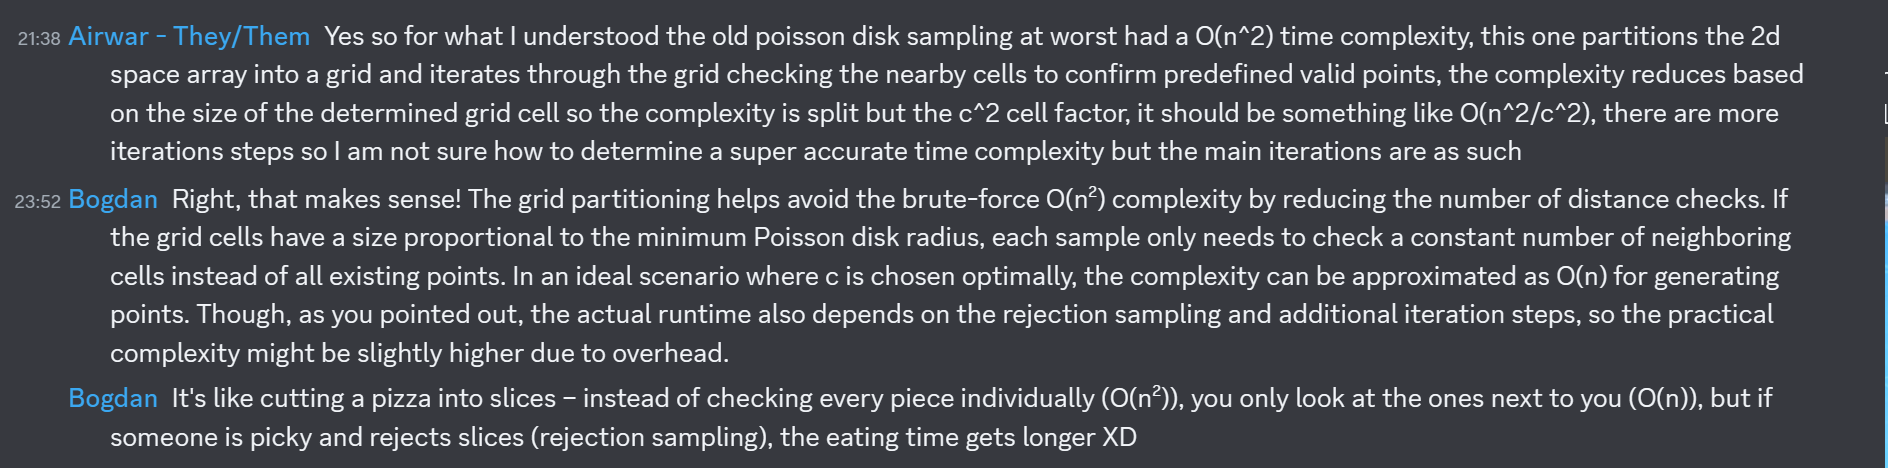 21:38 Airwar - They/Them Yes so for what I understood the old poisson disk sampling at worst had a O(n^2) time complexity, this one partitions the 2d
space array into a grid and iterates through the grid checking the nearby cells to confirm predefined valid points, the complexity reduces based
on the size of the determined grid cell so the complexity is split but the c^2 cell factor, it should be something like O(n^2/c^2), there are more
iterations steps so I am not sure how to determine a super accurate time complexity but the main iterations are as such
23:52 Bogdan Right, that makes sense! The grid partitioning helps avoid the brute-force O(n²) complexity by reducing the number of distance checks. If
the grid cells have a size proportional to the minimum Poisson disk radius, each sample only needs to check a constant number of neighboring
cells instead of all existing points. In an ideal scenario where c is chosen optimally, the complexity can be approximated as O(n) for generating
points. Though, as you pointed out, the actual runtime also depends on the rejection sampling and additional iteration steps, so the practical
complexity might be slightly higher due to overhead.
Bogdan It's like cutting a pizza into slices – instead of checking every piece individually (O(n²)), you only look at the ones next to you (O(n)), but if
someone is picky and rejects slices (rejection sampling), the eating time gets longer XD